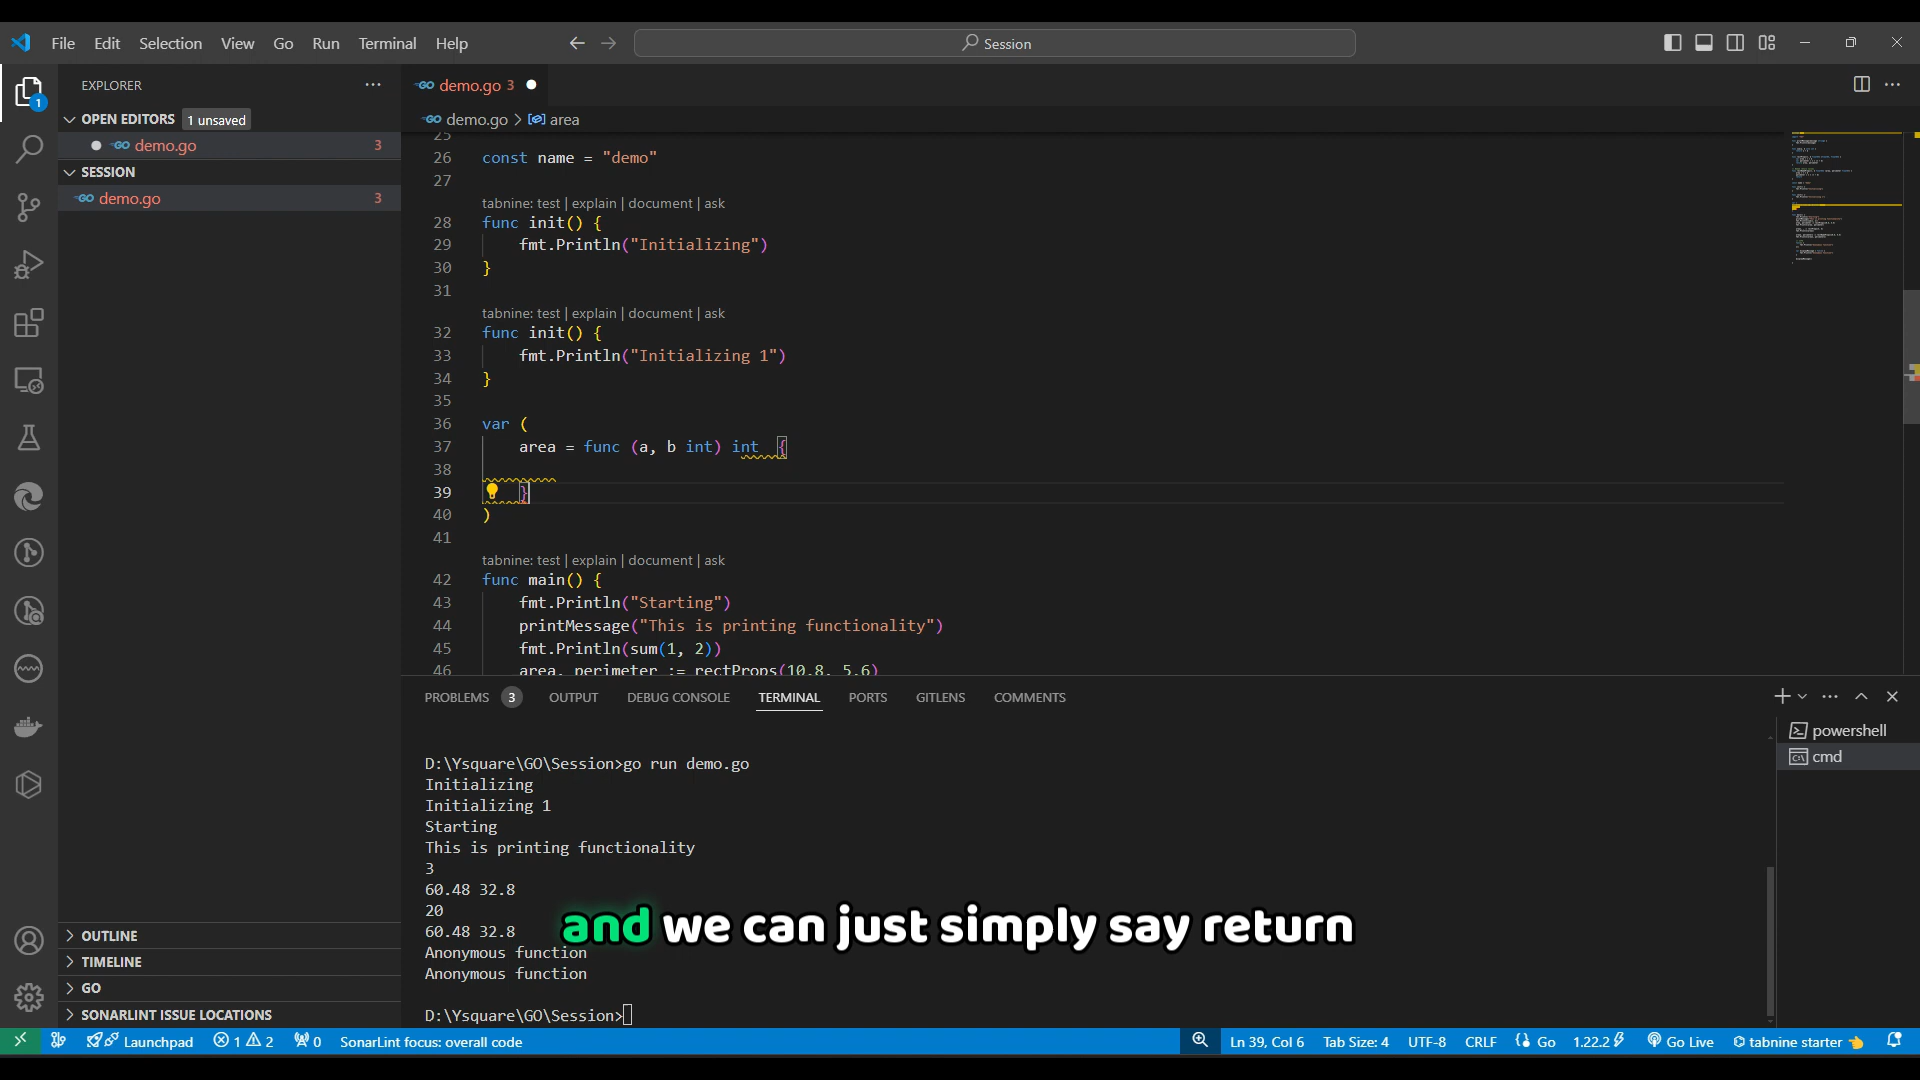 File Edit Selection View Go Run Terminal Help
Session
EXPLORER
OPEN EDITORS 1 unsaved
demo.go 3
SESSION
demo.go 3
OUTLINE
TIMELINE
GO
SONARLINT ISSUE LOCATIONS
demo.go 3
demo.go > area
25
26 const name = "demo"
27
tabnine: test | explain | document | ask
28 func init() {
29 fmt.Println("Initializing")
30 }
31
tabnine: test | explain | document | ask
32 func init() {
33 fmt.Println("Initializing 1")
34 }
35
36 var (
37 area = func (a, b int) int {
38
39 }
40 )
41
tabnine: test | explain | document | ask
42 func main() {
43 fmt.Println("Starting")
44 printMessage("This is printing functionality")
45 fmt.Println(sum(1, 2))
46 area, perimeter := rectProps(10.8, 5.6)
PROBLEMS 3 OUTPUT DEBUG CONSOLE TERMINAL PORTS GITLENS COMMENTS
powershell
cmd
D:\Ysquare\GO\Session>go run demo.go
Initializing
Initializing 1
Starting
This is printing functionality
3
60.48 32.8
20
60.48 32.8
Anonymous function
Anonymous function
D:\Ysquare\GO\Session>
and we can just simply say return
Launchpad 1 2 0 SonarLint focus: overall code Ln 39, Col 6 Tab Size: 4 UTF-8 CRLF Go 1.22.2 Go Live tabnine starter